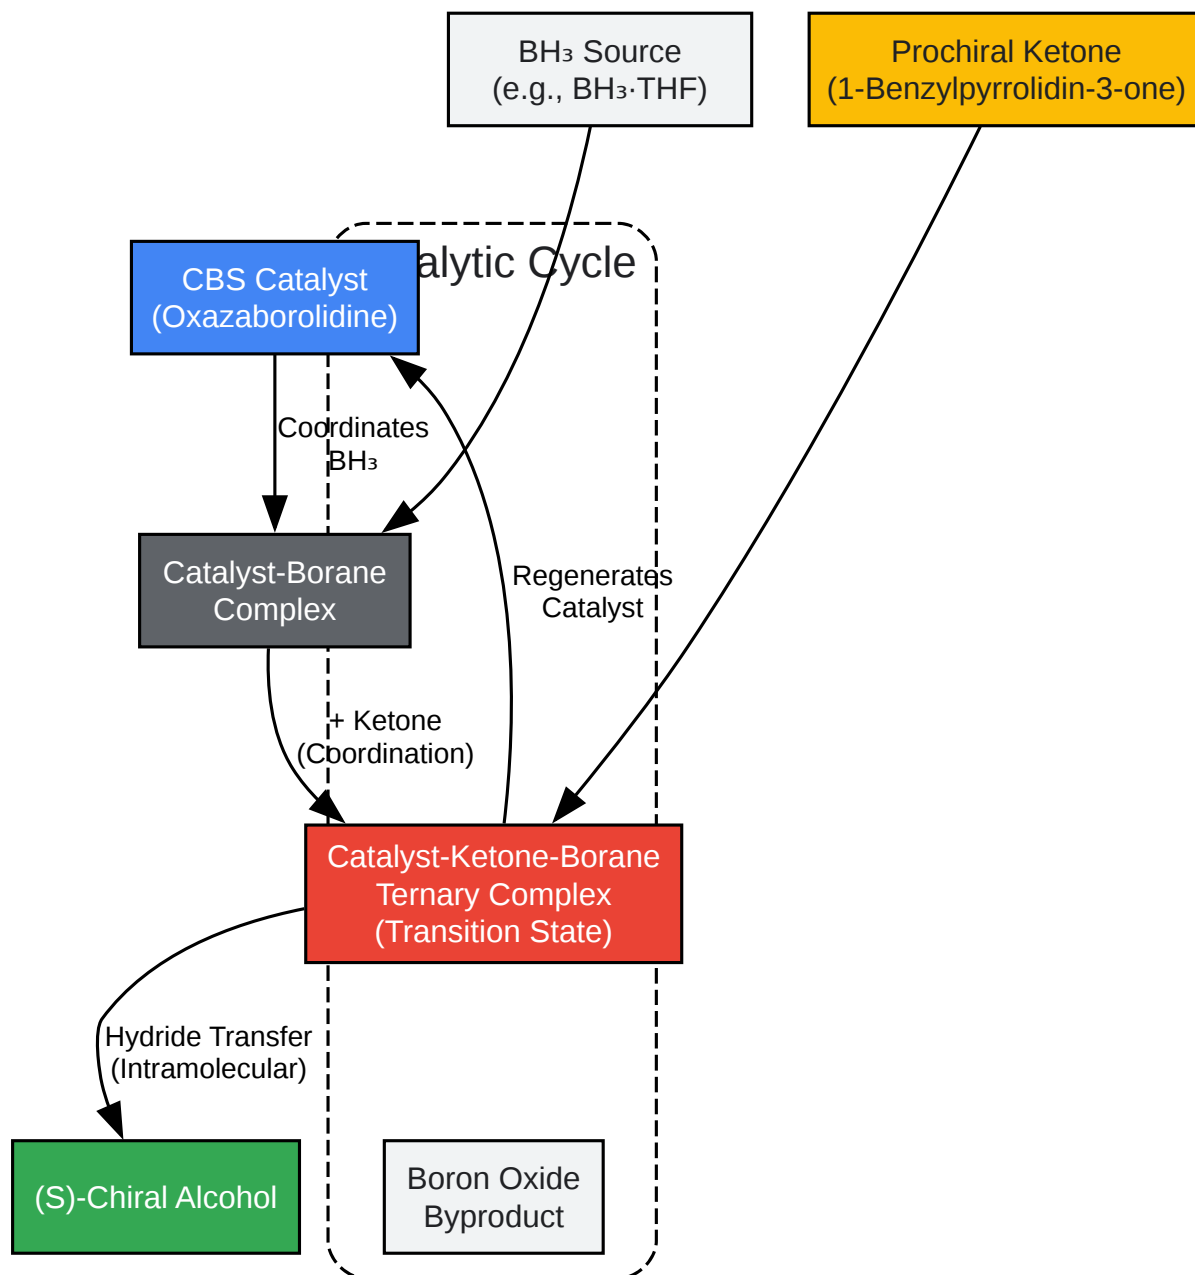 BH₃ Source
(e.g., BH₃·THF)
Prochiral Ketone
(1-Benzylpyrrolidin-3-one)
alytic Cycle
CBS Catalyst
(Oxazaborolidine)
Coordinates
BH₃
Catalyst-Borane
Complex
Regenerates
Catalyst
+ Ketone
(Coordination)
Catalyst-Ketone-Borane
Ternary Complex
(Transition State)
Hydride Transfer
(Intramolecular)
(S)-Chiral Alcohol
Boron Oxide
Byproduct